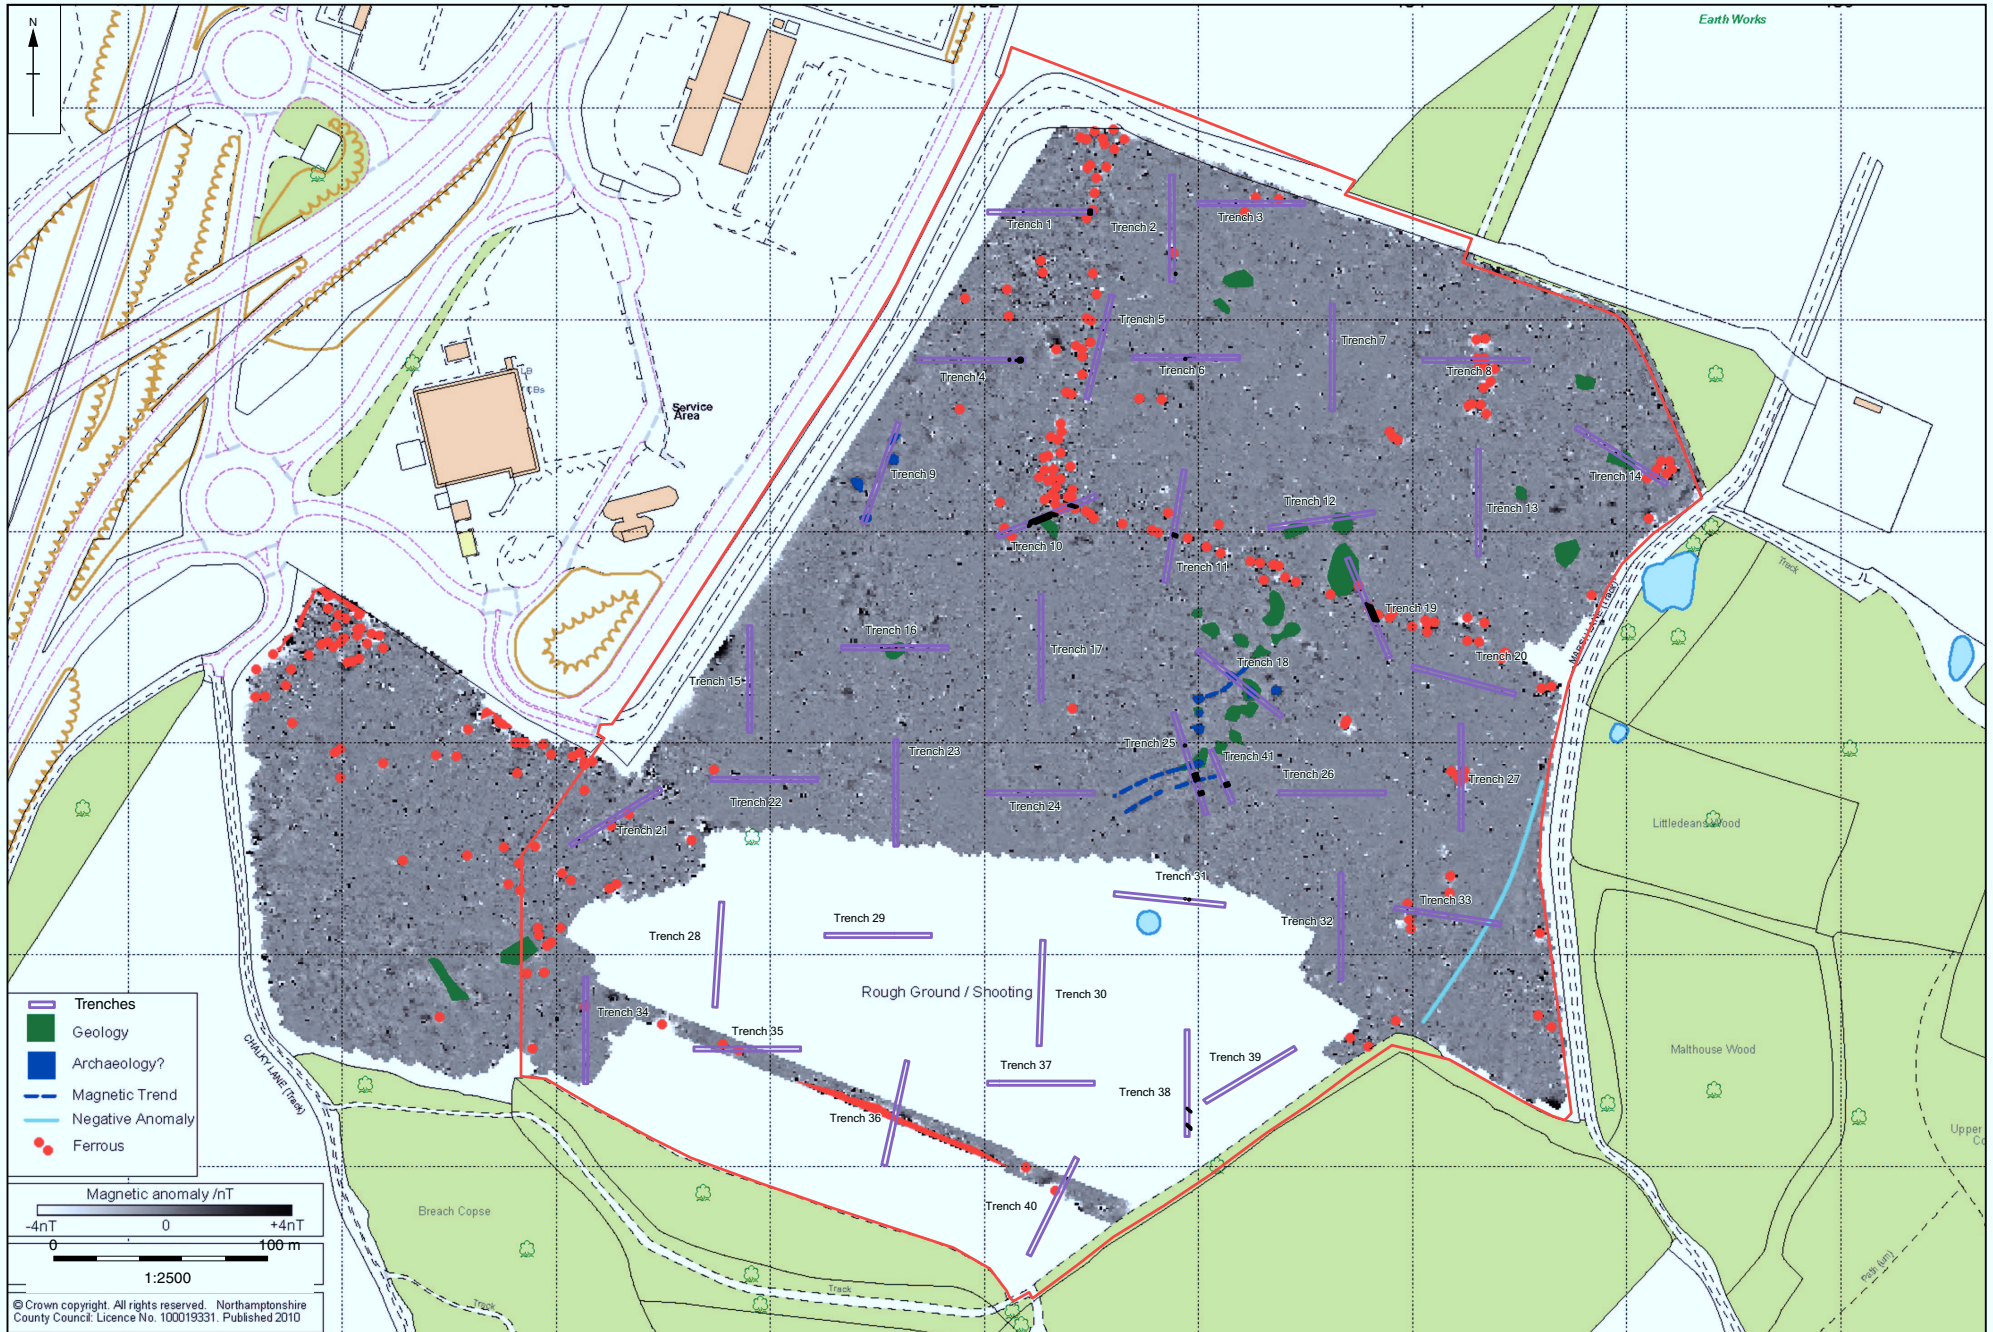 N
Earth Works
Trench 1
Trench 2
Trench 3
Trench 5
Trench 7
Trench 4
Trench 6
Trench 8
Service
Area
Trench 9
Trench 14
Trench 12
Trench 13
Trench 10
Trench 11
Track
Trench 19
Trench 16
Trench 17
Trench 18
Trench 20
Trench 15
Trench 23
Trench 25
Trench 41
Trench 26
Trench 27
Trench 22
Trench 24
Trench 21
Littledeans Wood
Trench 31
Trench 33
Trench 28
Trench 29
Trench 32
Rough Ground / Shooting
Trench 30
Trench 34
Trench 35
Trench 37
Trench 39
Trench 38
Trench 36
Malthouse Wood
Upper
CHALKY LANE (Track)
Trench 40
Breach Copse
Track
Track
Path (um)
Trenches
Geology
Archaeology?
Magnetic Trend
Negative Anomaly
Ferrous
Magnetic anomaly /nT
-4nT 0 +4nT
0 100 m
1:2500
© Crown copyright. All rights reserved. Northamptonshire
County Council: Licence No. 100019331. Published 2010